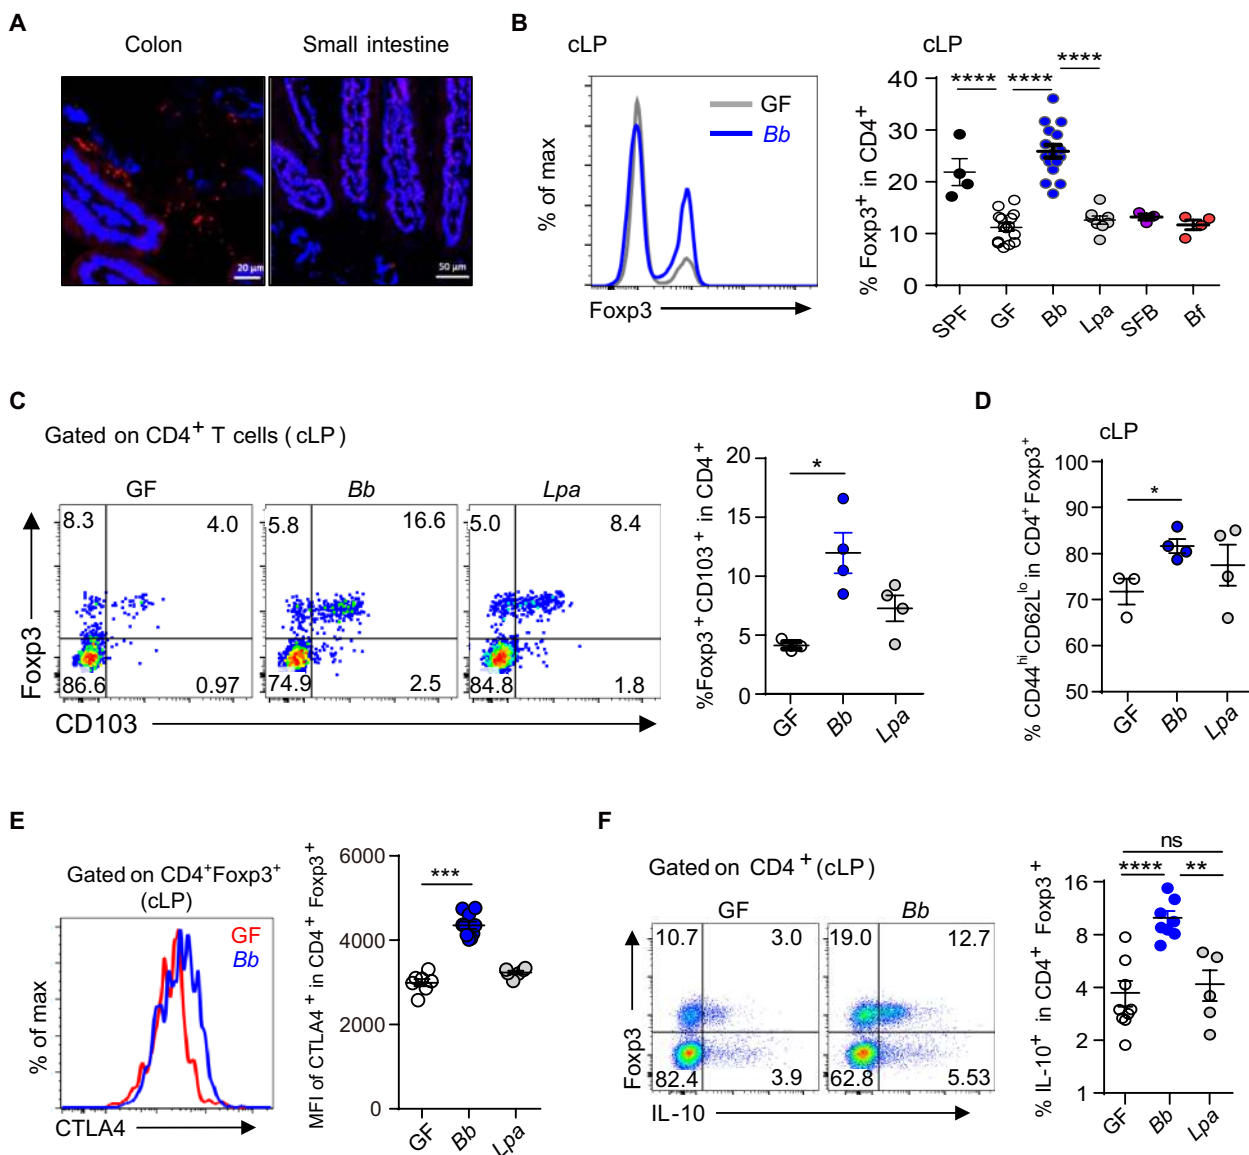 A
Colon
Small intestine
20 µm
50 µm
B
cLP
% of max
GF
Bb
Foxp3
cLP
**** **** ****
% Foxp3+ in CD4+
40
30
20
10
0
SPF GF Bb Lpa SFB Bf
C
Gated on CD4+ T cells ( cLP )
GF Bb Lpa
8.3 4.0 5.8 16.6 5.0 8.4
86.6 0.97 74.9 2.5 84.8 1.8
Foxp3
CD103
%Foxp3+ CD103+ in CD4+
20
15
10
5
0
*
GF Bb Lpa
D
cLP
% CD44hiCD62Llo in CD4+ Foxp3+
100
90
80
70
60
50
*
GF Bb Lpa
E
Gated on CD4+Foxp3+
(cLP)
GF
Bb
% of max
CTLA4
MFI of CTLA4+ in CD4+ Foxp3+
6000
4000
2000
0
***
GF Bb Lpa
F
Gated on CD4+ (cLP)
GF Bb
10.7 3.0 19.0 12.7
82.4 3.9 62.8 5.53
Foxp3
IL-10
% IL-10+ in CD4+ Foxp3+
ns
**** **
16
8
4
2
1
GF Bb Lpa